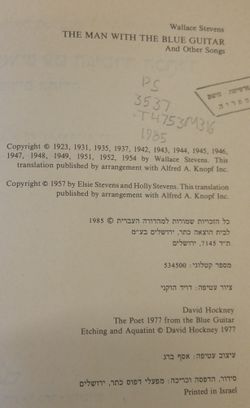 Wallace Stevens
THE MAN WITH THE BLUE GUITAR
And Other Songs
PS
3537
.T4753M316
1985
Copyright © 1923, 1931, 1935, 1937, 1942, 1943, 1944, 1945, 1946,
1947, 1948, 1949, 1951, 1952, 1954 by Wallace Stevens. This
translation published by arrangement with Alfred A. Knopf Inc.
Copyright © 1957 by Elsie Stevens and Holly Stevens. This translation
published by arrangement with Alfred A. Knopf Inc.
כל הזכויות שמורות למהדורה העברית © 1985
לבית הוצאה כתר, ירושלים בע"מ
ת"ד 7145, ירושלים
מספר קטלוגי: 534500
ציור עטיפה: דויד הוקני
David Hockney
The Poet 1977 from the Blue Guitar
Etching and Aquatint © David Hockney 1977
עיצוב עטיפה: אסף ברג
סידור, הדפסה וכריכה: מפעלי דפוס כתר, ירושלים
Printed in Israel